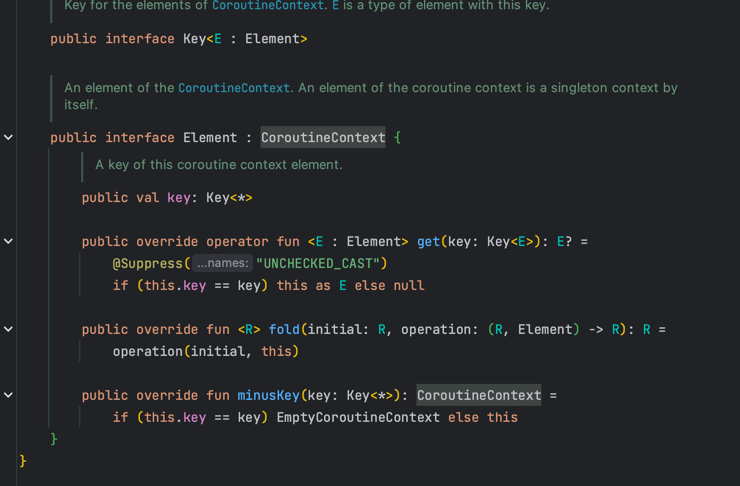 Key for the elements of CoroutineContext. E is a type of element with this key.
public interface Key<E : Element>
An element of the CoroutineContext. An element of the coroutine context is a singleton context by
itself.
public interface Element : CoroutineContext {
A key of this coroutine context element.
public val key: Key<*>
public override operator fun <E : Element> get(key: Key<E>): E? =
@Suppress(...names: "UNCHECKED_CAST")
if (this.key == key) this as E else null
public override fun <R> fold(initial: R, operation: (R, Element) -> R): R =
operation(initial, this)
public override fun minusKey(key: Key<*>): CoroutineContext =
if (this.key == key) EmptyCoroutineContext else this
}
}